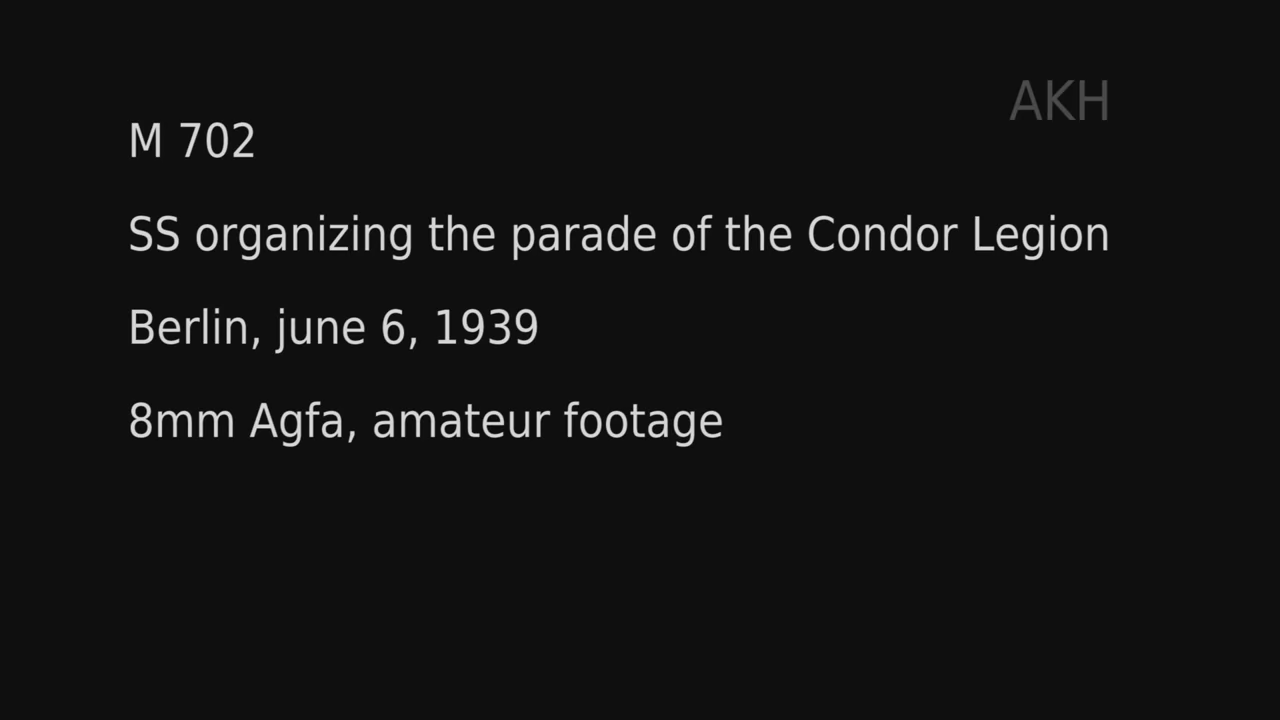 AKH
M 702
SS organizing the parade of the Condor Legion
Berlin, june 6, 1939
8mm Agfa, amateur footage